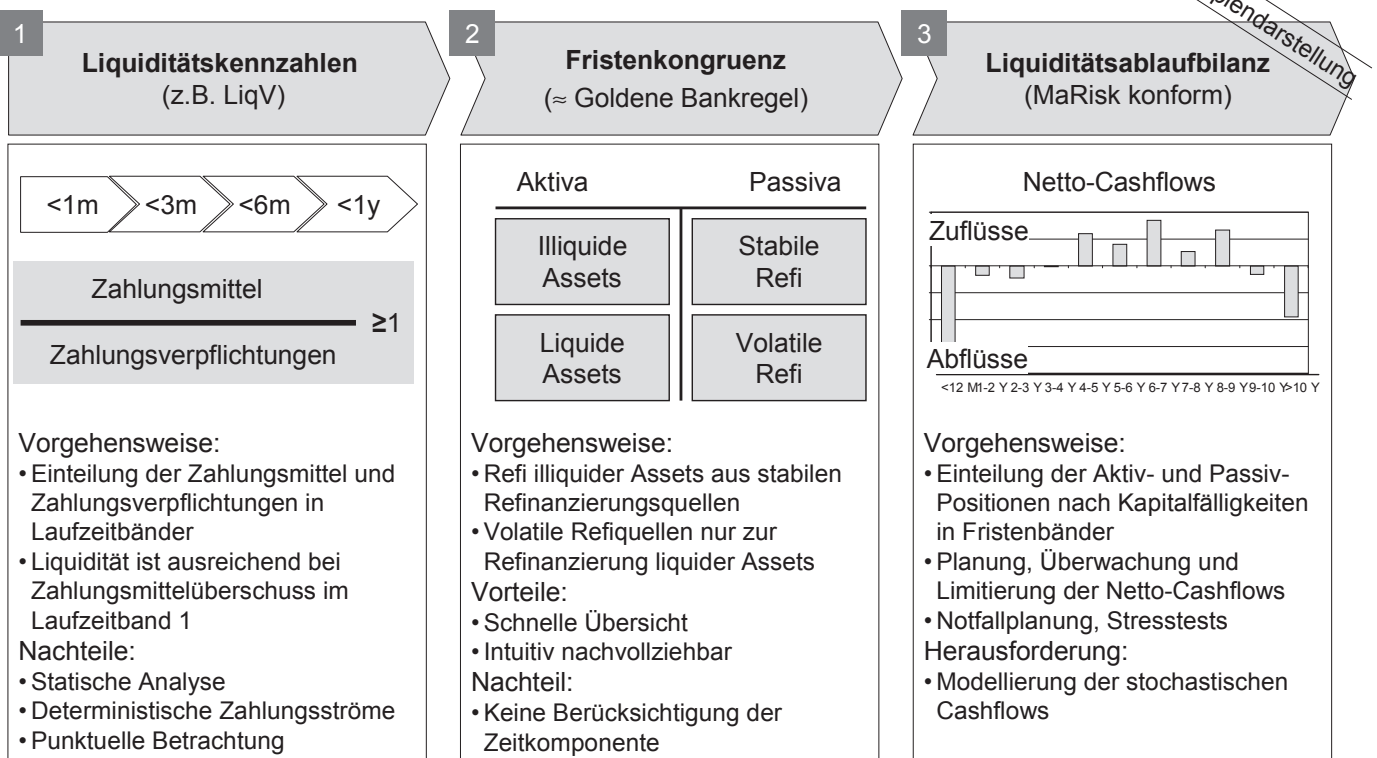 1
Liquiditätskennzahlen
(z.B. LiqV)
<1m
<3m
<6m
<1y
Zahlungsmittel
≥1
Zahlungsverpflichtungen
Vorgehensweise:
• Einteilung der Zahlungsmittel und
Zahlungsverpflichtungen in
Laufzeitbänder
• Liquidität ist ausreichend bei
Zahlungsmittelüberschuss im
Laufzeitband 1
Nachteile:
• Statische Analyse
• Deterministische Zahlungsströme
• Punktuelle Betrachtung
2
Fristenkongruenz
(≈ Goldene Bankregel)
Aktiva Passiva
Illiquide
Assets
Stabile
Refi
Liquide
Assets
Volatile
Refi
Vorgehensweise:
• Refi illiquider Assets aus stabilen
Refinanzierungsquellen
• Volatile Refiquellen nur zur
Refinanzierung liquider Assets
Vorteile:
• Schnelle Übersicht
• Intuitiv nachvollziehbar
Nachteil:
• Keine Berücksichtigung der
Zeitkomponente
3
Liquiditätsablaufbilanz
(MaRisk konform)
Netto-Cashflows
Zuflüsse
Abflüsse
<12 M 1-2 Y 2-3 Y 3-4 Y 4-5 Y 5-6 Y 6-7 Y 7-8 Y 8-9 Y 9-10 Y >10 Y
Vorgehensweise:
• Einteilung der Aktiv- und Passiv-
Positionen nach Kapitalfälligkeiten
in Fristenbänder
• Planung, Überwachung und
Limitierung der Netto-Cashflows
• Notfallplanung, Stresstests
Herausforderung:
• Modellierung der stochastischen
Cashflows